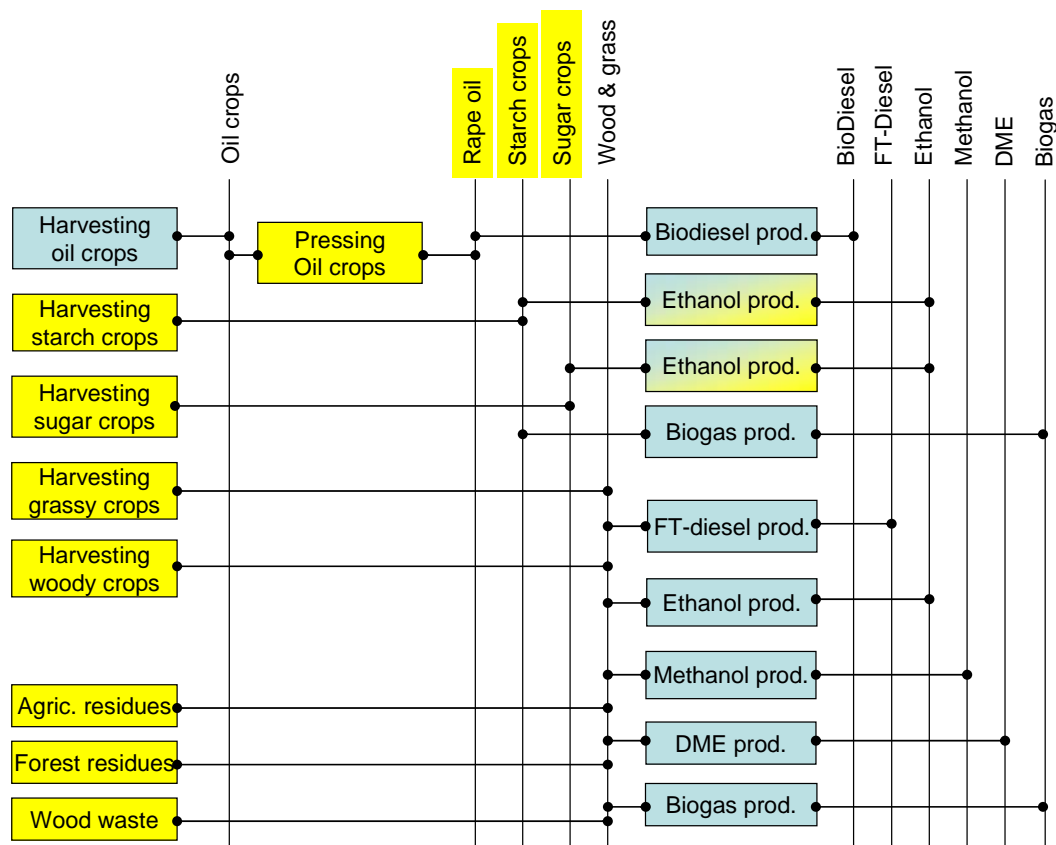 Oil crops
Rape oil
Starch crops
Sugar crops
Wood & grass
BioDiesel
FT-Diesel
Ethanol
Methanol
DME
Biogas
Harvesting
oil crops
Pressing
Oil crops
Biodiesel prod.
Harvesting
starch crops
Ethanol prod.
Harvesting
sugar crops
Ethanol prod.
Biogas prod.
Harvesting
grassy crops
FT-diesel prod.
Harvesting
woody crops
Ethanol prod.
Methanol prod.
Agric. residues
DME prod.
Forest residues
Biogas prod.
Wood waste